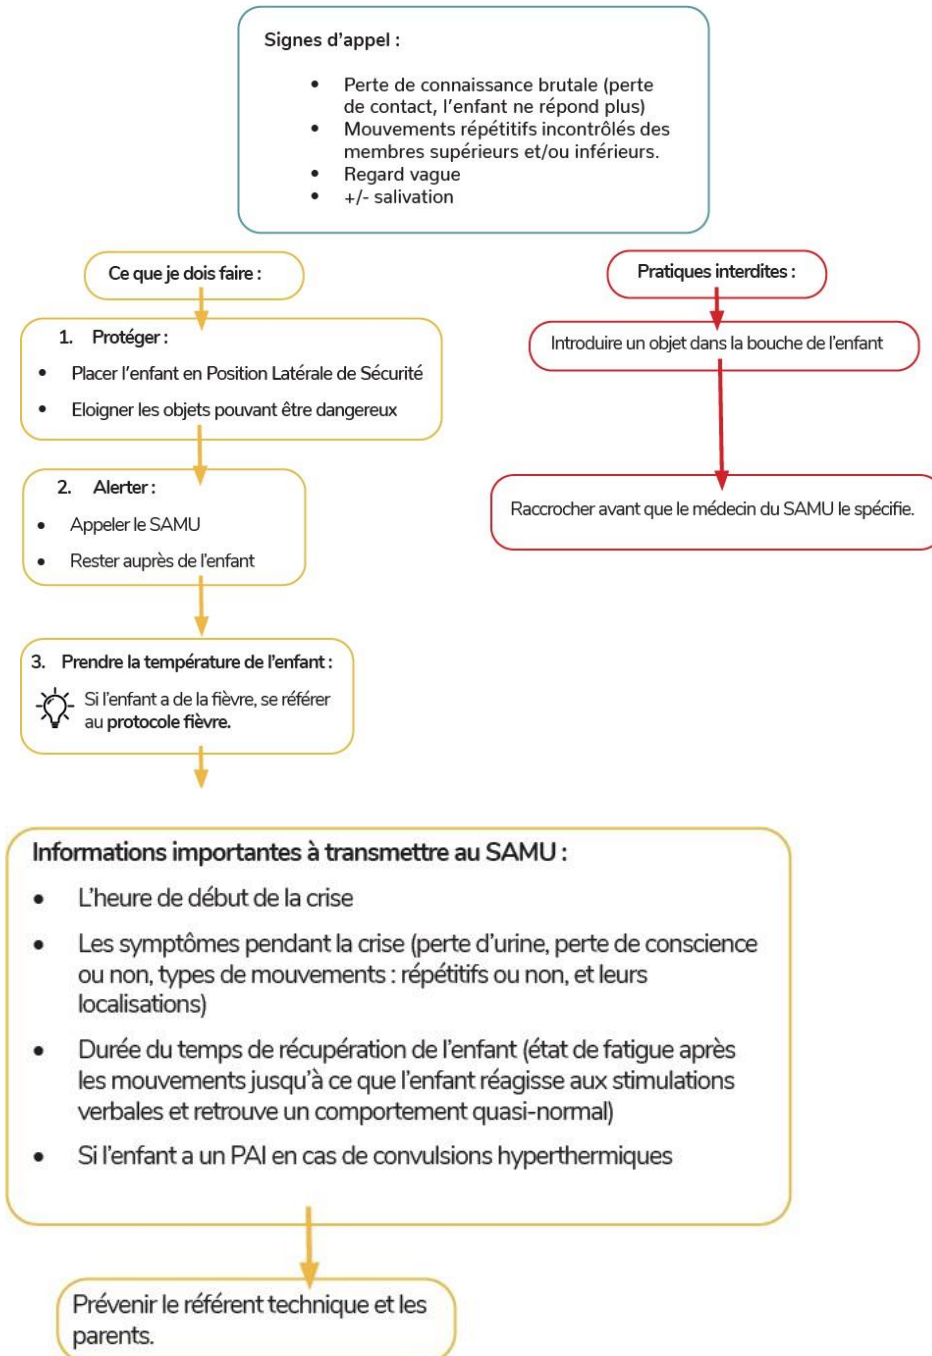 Signes d'appel :
• Perte de connaissance brutale (perte
de contact, l'enfant ne répond plus)
• Mouvements répétitifs incontrôlés des
membres supérieurs et/ou inférieurs.
• Regard vague
• +/- salivation
Ce que je dois faire :
1. Protéger :
• Placer l'enfant en Position Latérale de Sécurité
• Eloigner les objets pouvant être dangereux
2. Alerter :
• Appeler le SAMU
• Rester auprès de l'enfant
3. Prendre la température de l'enfant :
Si l'enfant a de la fièvre, se référer
au protocole fièvre.
Pratiques interdites :
Introduire un objet dans la bouche de l'enfant
Raccrocher avant que le médecin du SAMU le spécifie.
Informations importantes à transmettre au SAMU :
• L'heure de début de la crise
• Les symptômes pendant la crise (perte d'urine, perte de conscience
ou non, types de mouvements : répétitifs ou non, et leurs
localisations)
• Durée du temps de récupération de l'enfant (état de fatigue après
les mouvements jusqu'à ce que l'enfant réagisse aux stimulations
verbales et retrouve un comportement quasi-normal)
• Si l'enfant a un PAI en cas de convulsions hyperthermiques
Prévenir le référent technique et les
parents.